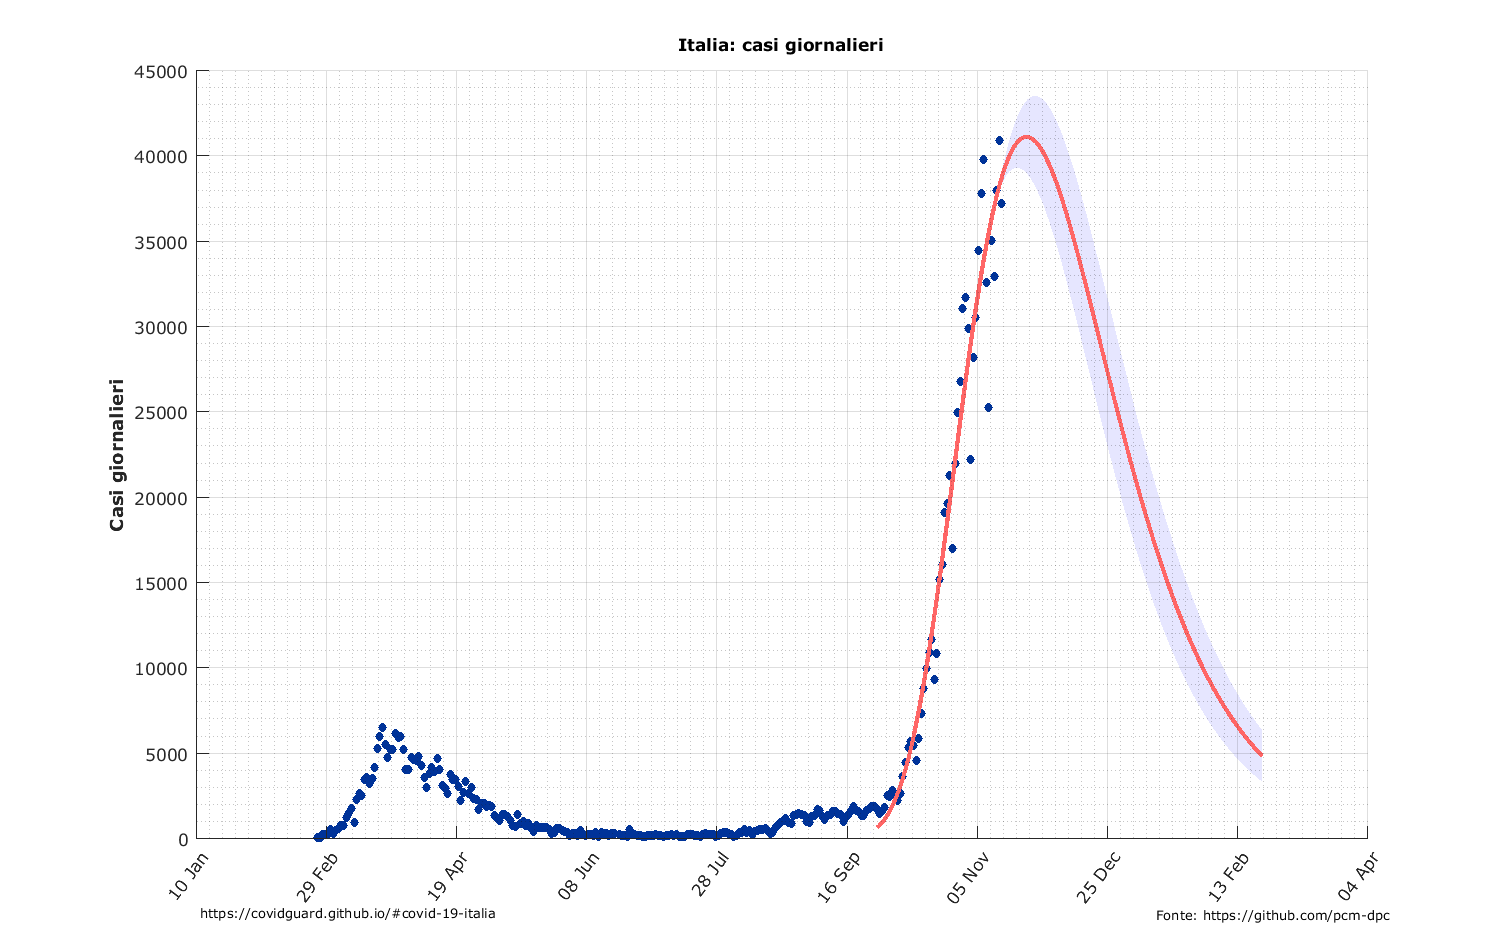 Italia: casi giornalieri
45000
40000
35000
30000
25000
20000
15000
10000
5000
0
Casi giornalieri
10 Jan
29 Feb
19 Apr
08 Jun
28 Jul
16 Sep
05 Nov
25 Dec
13 Feb
04 Apr
https://covidguard.github.io/#covid-19-italia
Fonte: https://github.com/pcm-dpc